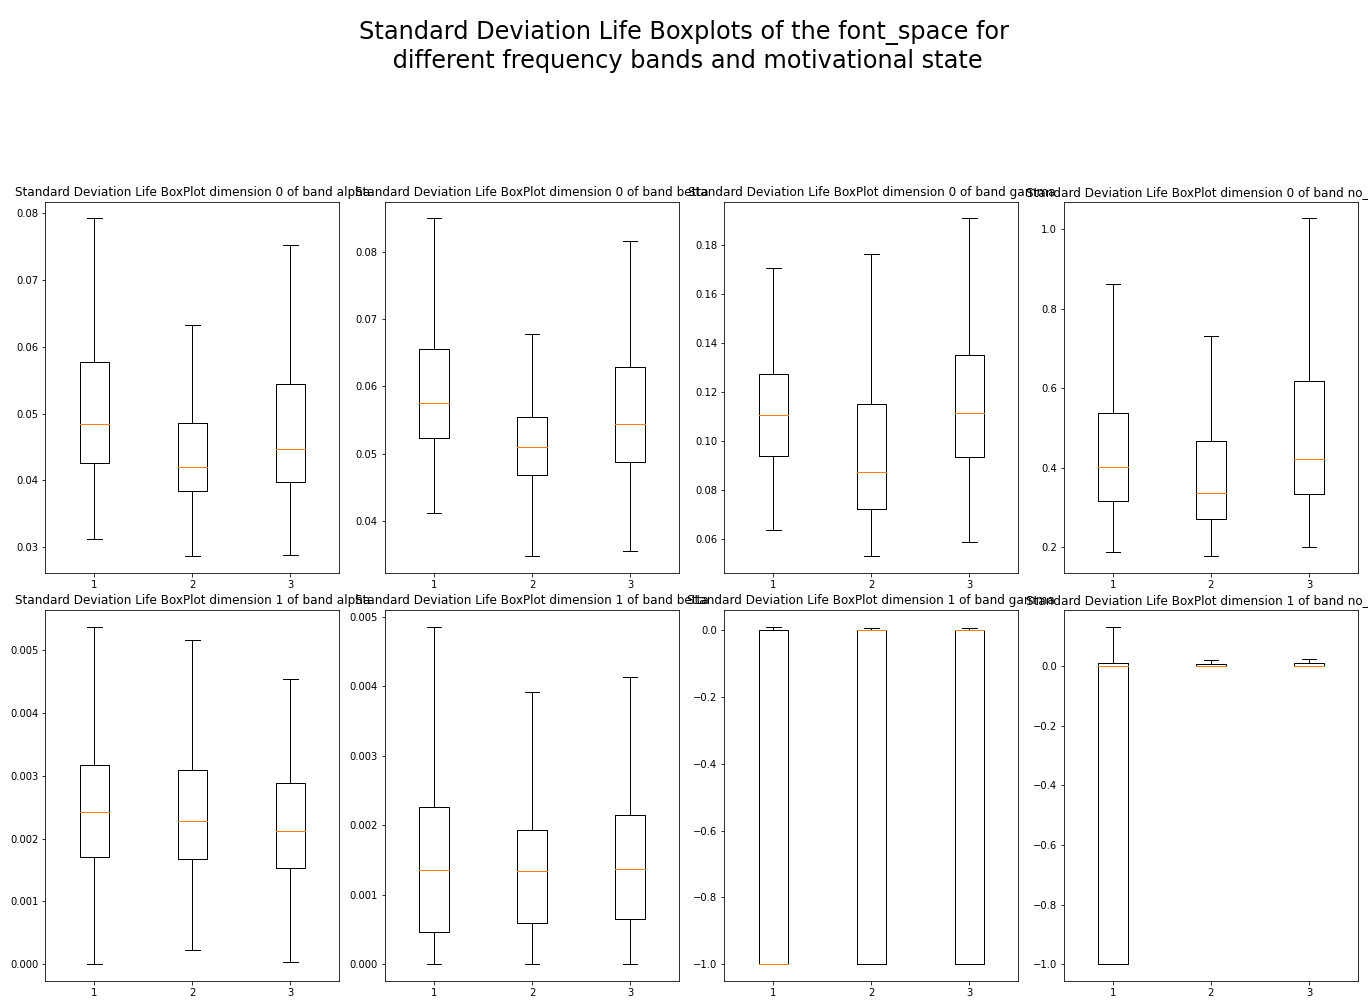 Standard Deviation Life Boxplots of the font_space for
different frequency bands and motivational state
Standard Deviation Life BoxPlot dimension 0 of band alpha
Standard Deviation Life BoxPlot dimension 0 of band betta
Standard Deviation Life BoxPlot dimension 0 of band gamma
Standard Deviation Life BoxPlot dimension 0 of band no_
0.08
0.07
0.06
0.05
0.04
0.03
1 2 3
0.08
0.07
0.06
0.05
0.04
1 2 3
0.18
0.16
0.14
0.12
0.10
0.08
0.06
1 2 3
1.0
0.8
0.6
0.4
0.2
1 2 3
Standard Deviation Life BoxPlot dimension 1 of band alpha
Standard Deviation Life BoxPlot dimension 1 of band betta
Standard Deviation Life BoxPlot dimension 1 of band gamma
Standard Deviation Life BoxPlot dimension 1 of band no_
0.005
0.004
0.003
0.002
0.001
0.000
1 2 3
0.005
0.004
0.003
0.002
0.001
0.000
1 2 3
0.0
−0.2
−0.4
−0.6
−0.8
−1.0
1 2 3
0.0
−0.2
−0.4
−0.6
−0.8
−1.0
1 2 3